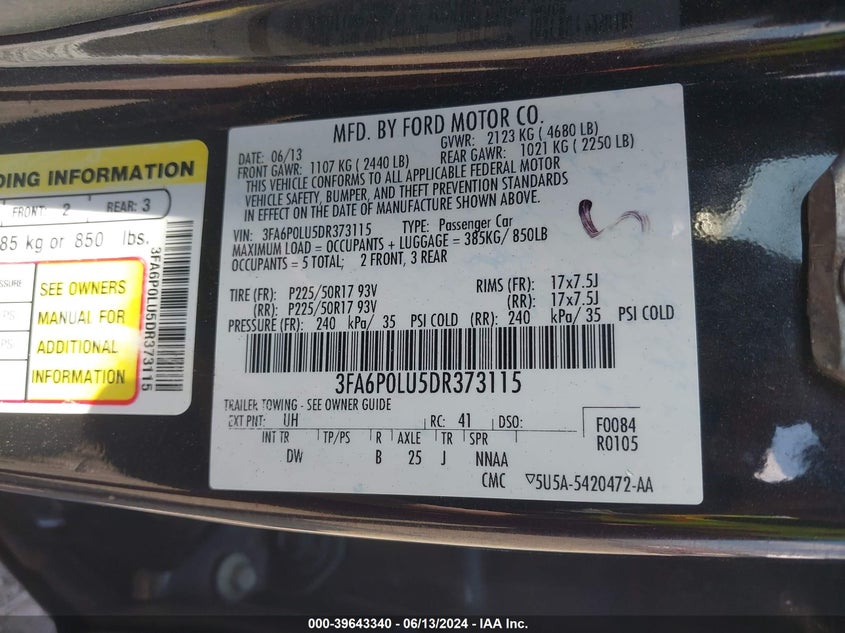 MFD. BY FORD MOTOR CO.
DATE: 06/13 GVWR: 2123 KG ( 4680 LB)
FRONT GAWR: 1107 KG ( 2440 LB) REAR GAWR: 1021 KG ( 2250 LB)
THIS VEHICLE CONFORMS TO ALL APPLICABLE FEDERAL MOTOR
VEHICLE SAFETY, BUMPER, AND THEFT PREVENTION STANDARDS
IN EFFECT ON THE DATE OF MANUFACTURE SHOWN ABOVE.
VIN: 3FA6P0LU5DR373115 TYPE: Passenger Car
MAXIMUM LOAD = OCCUPANTS + LUGGAGE = 385KG/ 850LB
OCCUPANTS = 5 TOTAL; 2 FRONT, 3 REAR
TIRE (FR): P225/50R17 93V RIMS (FR): 17x7.5J
(RR): P225/50R17 93V (RR): 17x7.5J
PRESSURE (FR): 240 kPa/ 35 PSI COLD (RR): 240 kPa/ 35 PSI COLD
3FA6P0LU5DR373115
TRAILER TOWING - SEE OWNER GUIDE
EXT PNT: UH RC: 41 DSO: F0084
R0105
INT TR TP/PS R AXLE TR SPR
DW B 25 J NNAA
CMC 5U5A-5420472-AA
DING INFORMATION
FRONT: 2 REAR: 3
85 kg or 850 lbs.
SEE OWNERS
MANUAL FOR
ADDITIONAL
INFORMATION
3FA6P0LU5DR373115
000-39643340 - 06/13/2024 - IAA Inc.